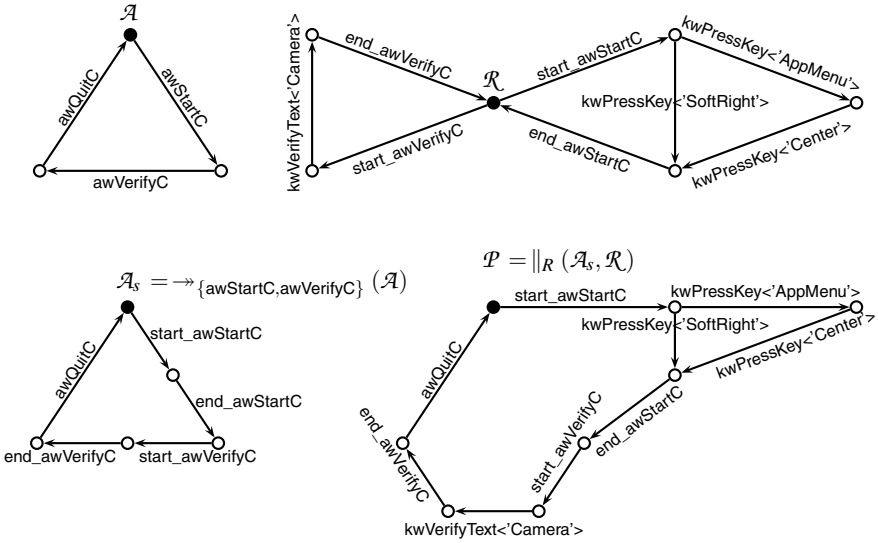 𝒜
awQuitC
awStartC
awVerifyC
kwVerifyText<'Camera'>
end_awVerifyC
start_awVerifyC
ℛ
start_awStartC
end_awStartC
kwPressKey<'SoftRight'>
kwPressKey<'AppMenu'>
kwPressKey<'Center'>
𝒜s = ↠{awStartC,awVerifyC} (𝒜)
awQuitC
start_awStartC
end_awStartC
end_awVerifyC
start_awVerifyC
𝒫 = ∥R (𝒜s, ℛ)
start_awStartC
kwPressKey<'AppMenu'>
kwPressKey<'SoftRight'>
kwPressKey<'Center'>
awQuitC
end_awStartC
start_awVerifyC
end_awVerifyC
kwVerifyText<'Camera'>